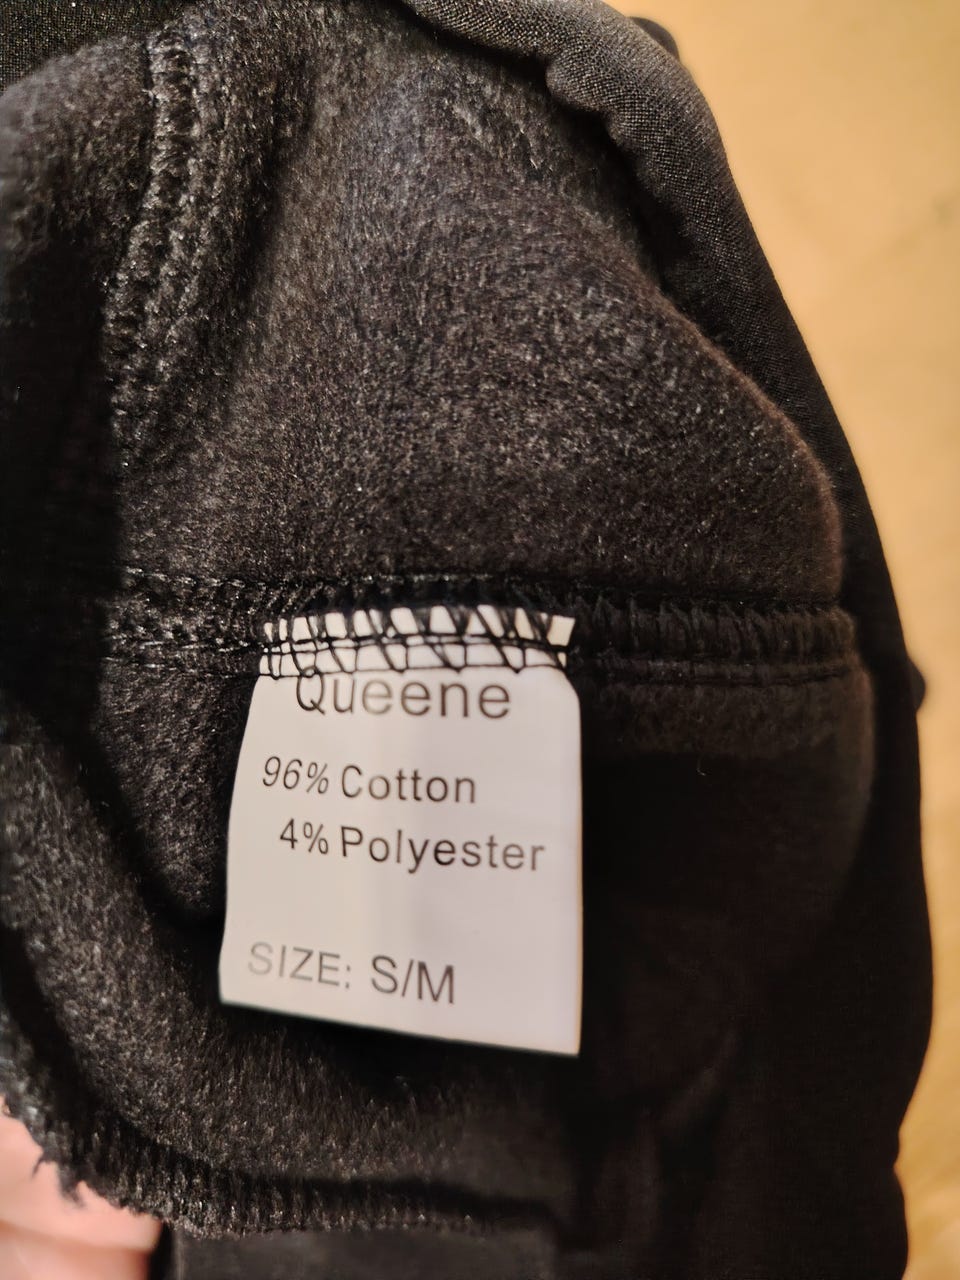 Queene
96% Cotton
4% Polyester
SIZE: S/M